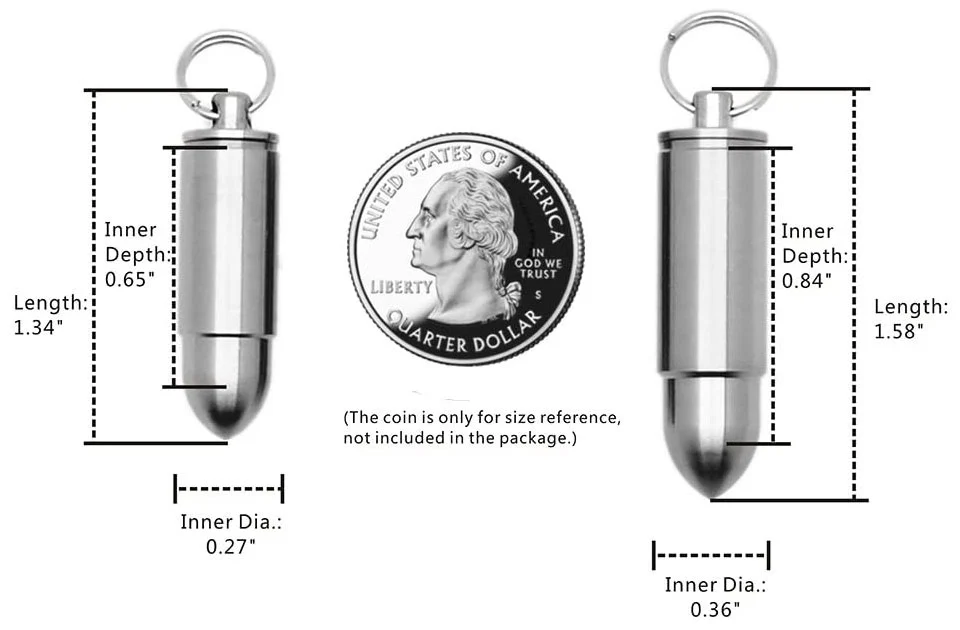 Inner
Depth:
0.65"
Length:
1.34"
Inner Dia.:
0.27"
UNITED STATES OF AMERICA
LIBERTY
IN
GOD WE
TRUST
S
QUARTER DOLLAR
(The coin is only for size reference,
not included in the package.)
Inner
Depth:
0.84"
Length:
1.58"
Inner Dia.:
0.36"